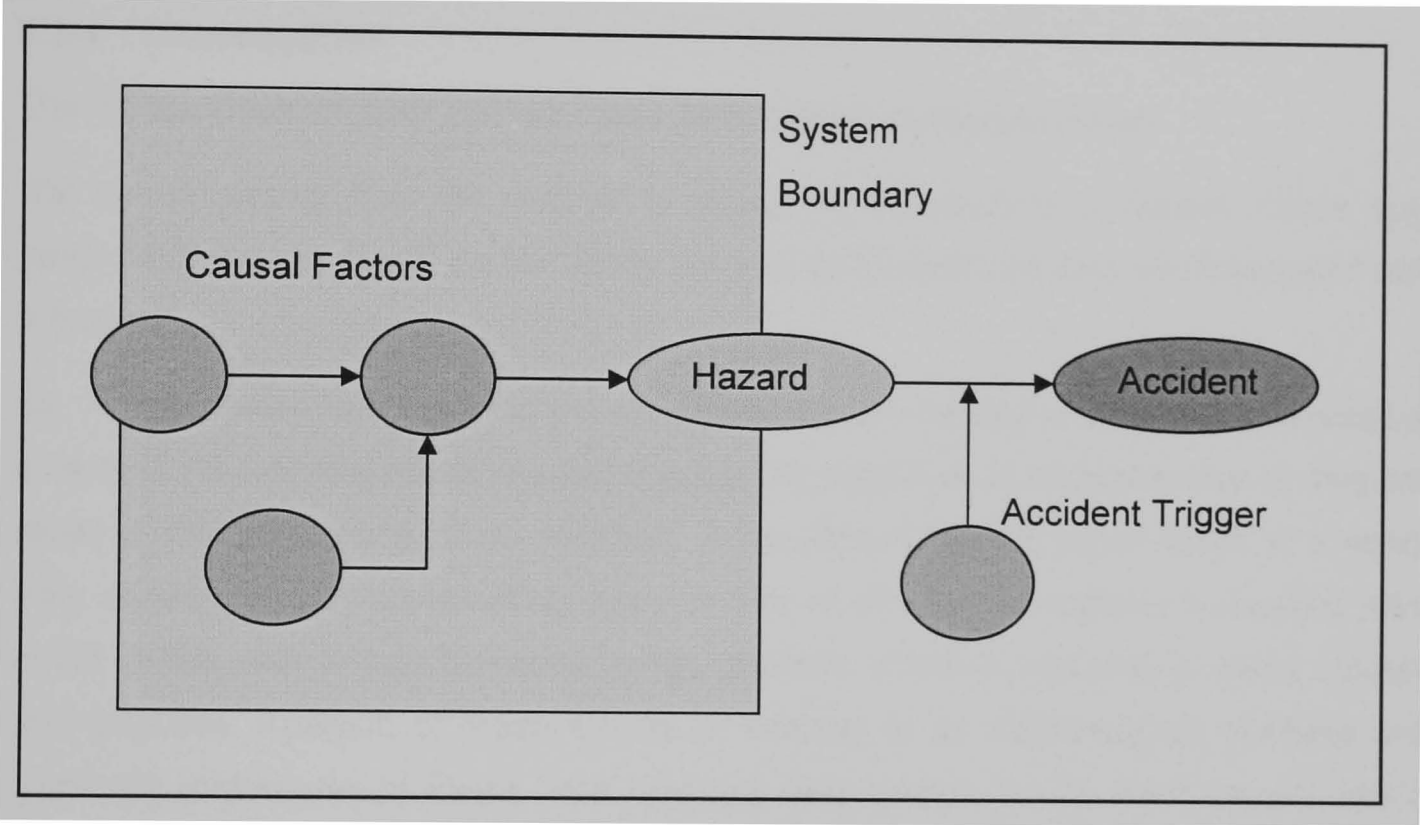 System
Boundary
Causal Factors
Hazard
Accident
Accident Trigger